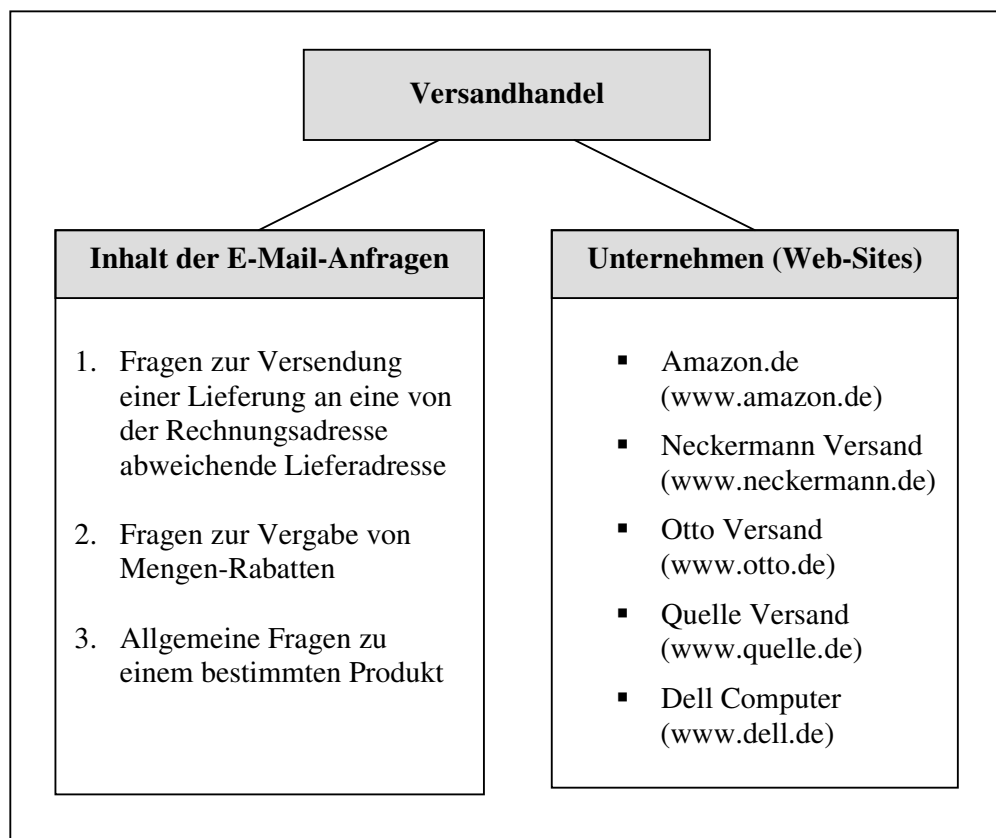 Versandhandel
Inhalt der E-Mail-Anfragen
1. Fragen zur Versendung
einer Lieferung an eine von
der Rechnungsadresse
abweichende Lieferadresse
2. Fragen zur Vergabe von
Mengen-Rabatten
3. Allgemeine Fragen zu
einem bestimmten Produkt
Unternehmen (Web-Sites)
▪ Amazon.de
(www.amazon.de)
▪ Neckermann Versand
(www.neckermann.de)
▪ Otto Versand
(www.otto.de)
▪ Quelle Versand
(www.quelle.de)
▪ Dell Computer
(www.dell.de)